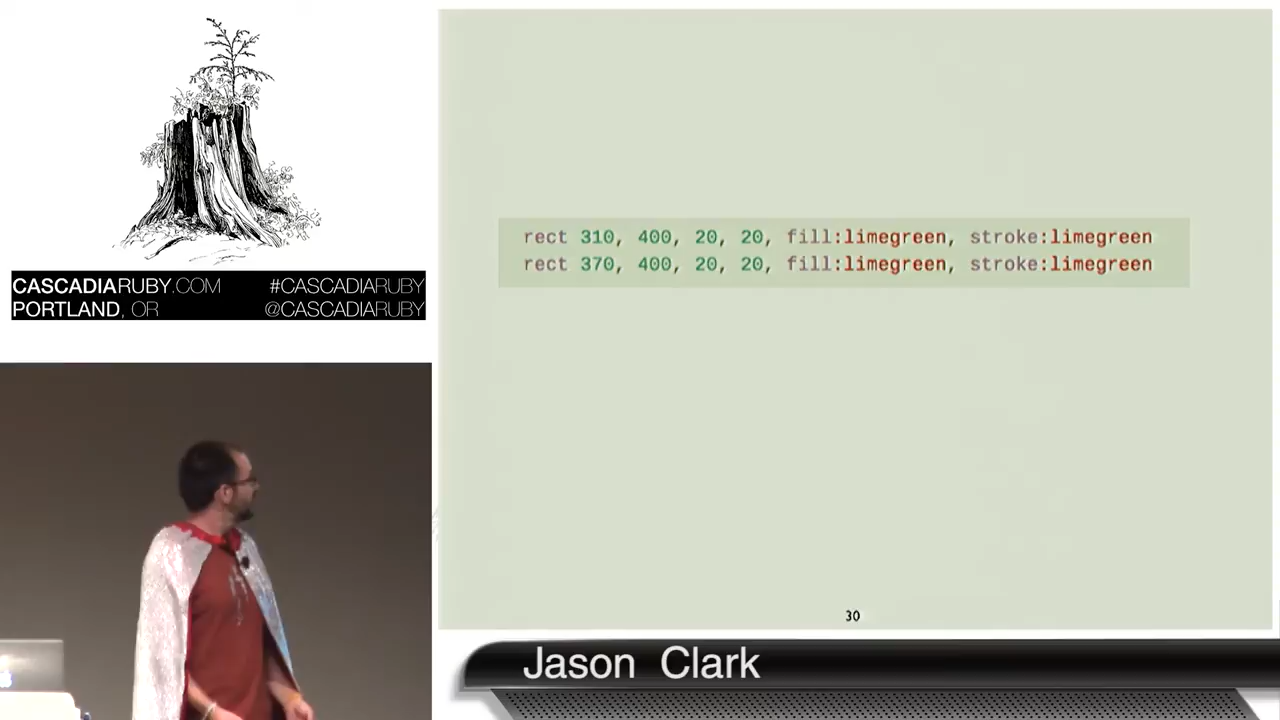 CASCADIARUBY.COM #CASCADIARUBY
PORTLAND, OR @CASCADIARUBY
rect 310, 400, 20, 20, fill:limegreen, stroke:limegreen
rect 370, 400, 20, 20, fill:limegreen, stroke:limegreen
30
Jason Clark